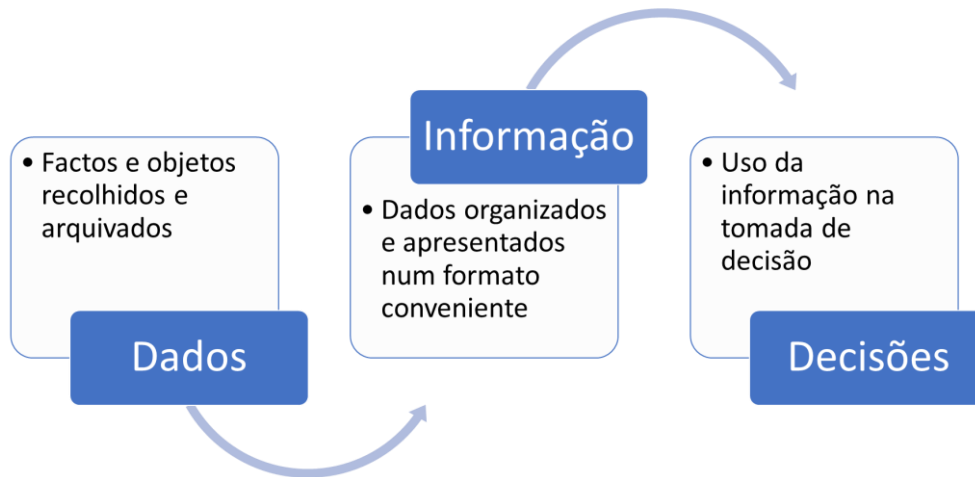 • Factos e objetos
recolhidos e
arquivados
Dados
Informação
• Dados organizados
e apresentados
num formato
conveniente
• Uso da
informação na
tomada de
decisão
Decisões